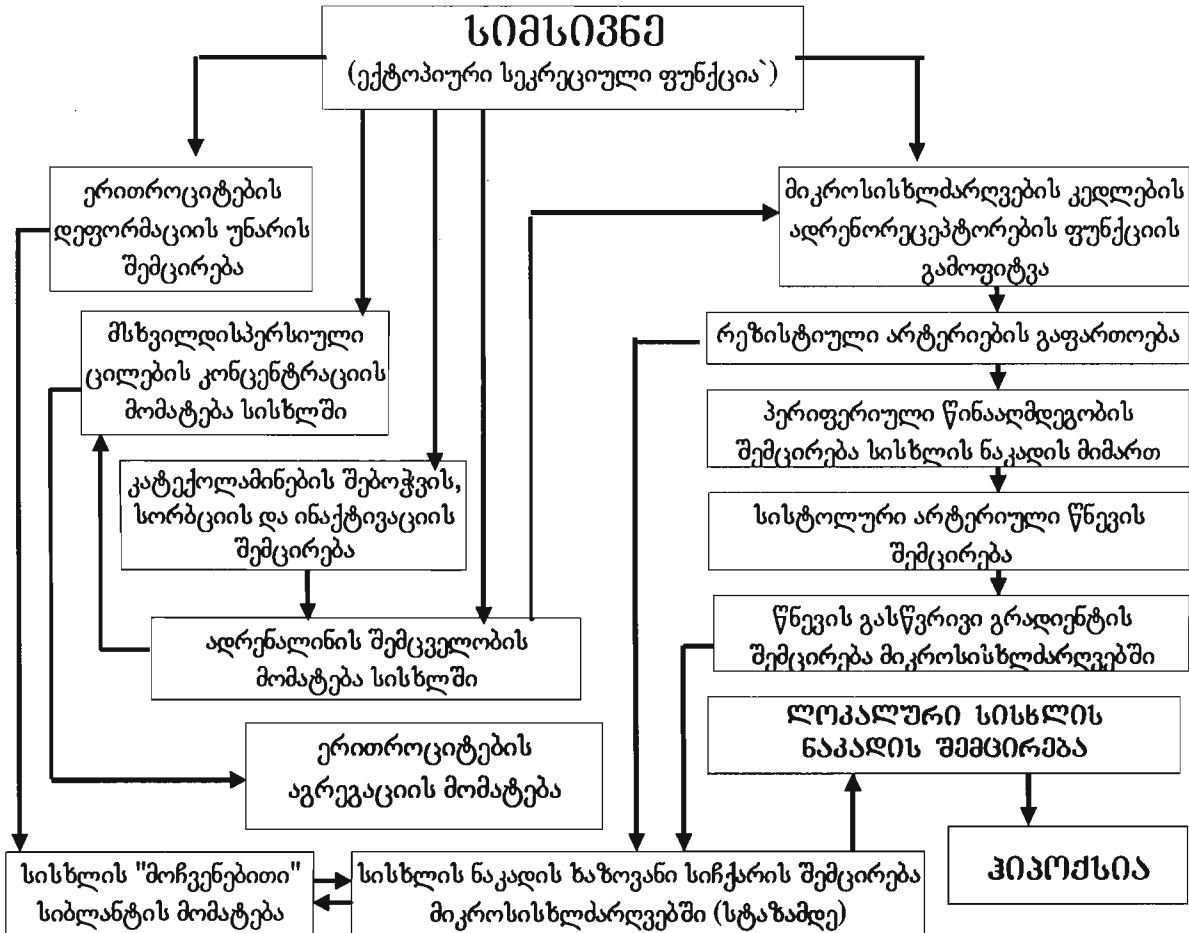 სიმსივნე
(ექტოპიური სეკრეციული ფუნქცია`)
ერითროციტების
დეფორმაციის უნარის
შემცირება
მიკროსისხლძარღვების კედლების
ადრენორეცეპტორების ფუნქციის
გამოფიტვა
მსხვილდისპერსიული
ცილების კონცენტრაციის
მომატება სისხლში
რეზისტიული არტერიების გაფართოება
პერიფერიული წინააღმდეგობის
შემცირება სისხლის ნაკადის მიმართ
კატექოლამინების შებოჭვის,
სორბციის და ინაქტივაციის
შემცირება
სისტოლური არტერიული წნევის
შემცირება
ადრენალინის შემცველობის
მომატება სისხლში
წნევის გასწვრივი გრადიენტის
შემცირება მიკროსისხლძარღვებში
ლოკალური სისხლის
ნაკადის შემცირება
ერითროციტების
აგრეგაციის მომატება
სისხლის "მოჩვენებითი"
სიბლანტის მომატება
სისხლის ნაკადის ხაზოვანი სიჩქარის შემცირება
მიკროსისხლძარღვებში (სტაზამდე)
ჰიპოქსია